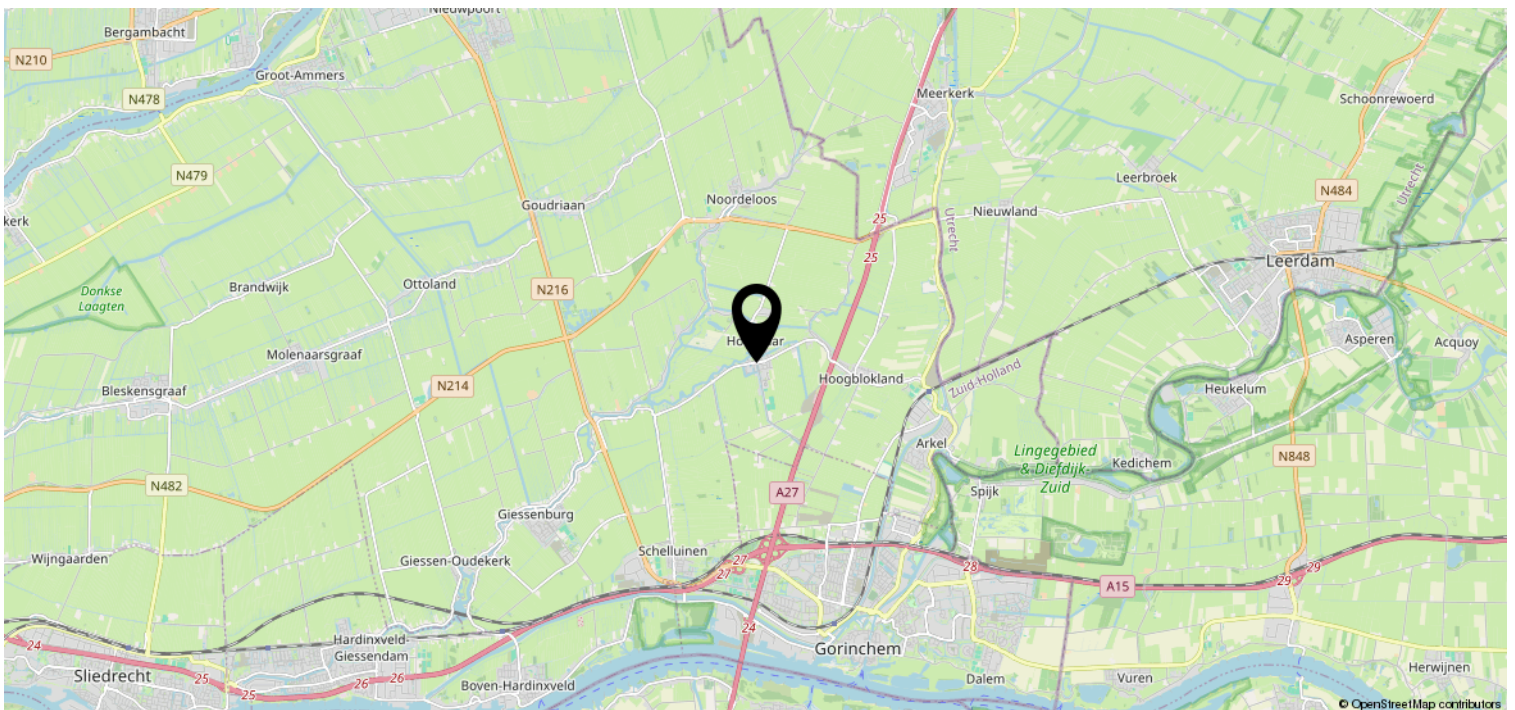 Nieuwpoort
Bergambacht
N210
Groot-Ammers
N478
Meerkerk
Schoonrewoerd
N479
Leerbroek
N484
Utrecht
Noordeloos
Goudriaan
Nieuwland
kerk
25
Utrecht
25
Leerdam
Donkse
Laagten
Brandwijk
Ottoland
N216
Asperen
Acquoy
Molenaarsgraaf
Hoogblokland
Zuid-Holland
Heukelum
N214
Bleskensgraaf
Arkel
Lingegebied
& Diefdijk-
Zuid
Kedichem
N848
N482
A27
Spijk
Giessenburg
Schelluinen
Wijngaarden
Giessen-Oudekerk
27
27
28
A15
29
29
24
Hardinxveld-
Giessendam
24
Gorinchem
Sliedrecht
25
25
26
26
Boven-Hardinxveld
Dalem
Vuren
Herwijnen
© OpenStreetMap contributors